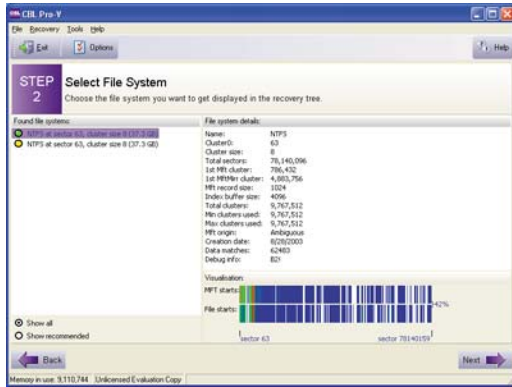 CBL Pro-V
File Recovery Tools Help
Exit Options Help
STEP 2
Select File System
Choose the file system you want to get displayed in the recovery tree.
Found file systems:
NTFS at sector 63, cluster size 8 (37.3 GB)
NTFS at sector 63, cluster size 8 (37.3 GB)
Show all
Show recommended
File system details:
Name: NTFS
Cluster0: 63
Cluster size: 8
Total sectors: 78,140,096
1st Mft cluster: 786,432
1st MftMirr cluster: 4,883,756
Mft record size: 1024
Index buffer size: 4096
Total clusters: 9,767,512
Min clusters used: 9,767,512
Max clusters used: 9,767,512
Mft origin: Ambiguous
Creation date: 8/28/2003
Data matches: 62483
Debug info: B2!
Visualisation:
MFT starts:
File starts:
42%
sector 63 sector 78140159
Back Next
Memory in use: 9,110,744 Unlicensed Evaluation Copy